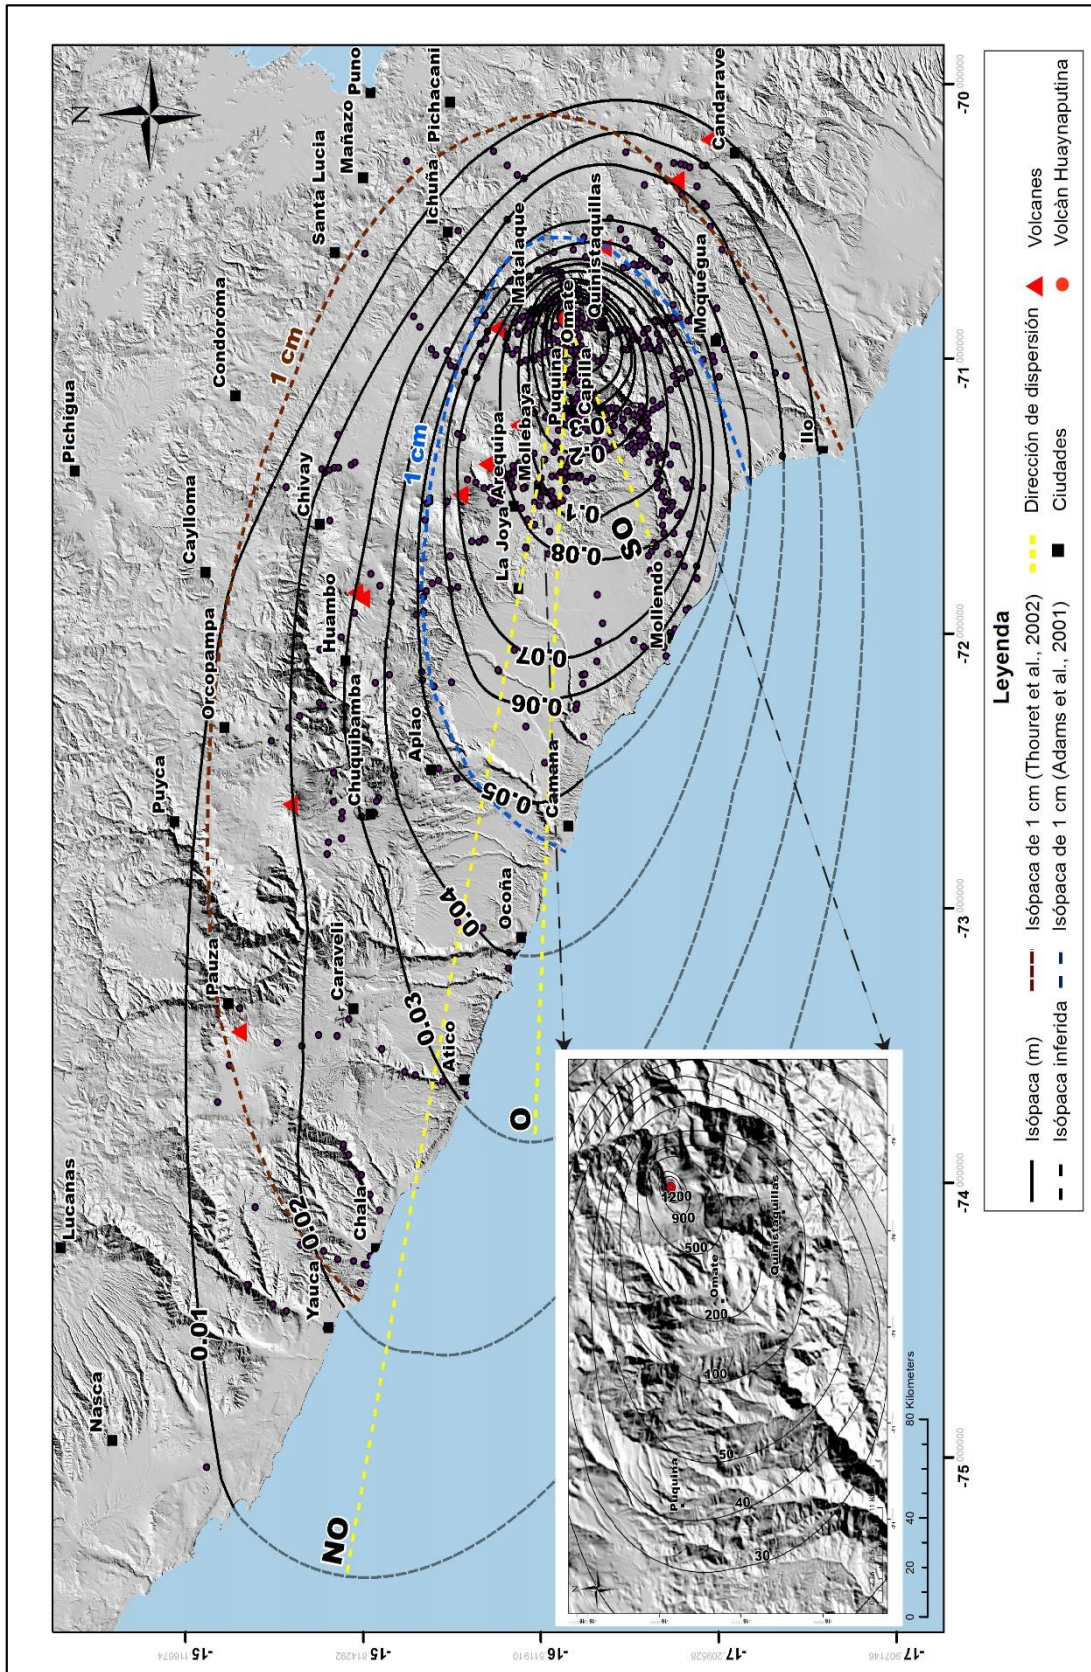 N
Nasca
Lucanas
Puyca
Caylloma
Pichigua
Condoroma
Santa Lucia
Mañazo
Puno
Pichacani
Ichuña
Pauza
Orcopampa
Chivay
Huambo
Chuquibamba
Caraveli
Yauca
Chala
Atico
Ocoña
Aplao
Camana
La Joya
Arequipa
Mollebaya
Puquina
Capilla
Omate
Matalaque
Quinistaquillas
Moquegua
Candarave
Mollendo
Ilo
1 cm
1 cm
0.01
0.02
0.03
0.04
0.05
0.06
0.07
0.08
0.1
0.2
0.3
NO
O
SO
1200
900
500
200
100
50
40
30
Puquina
Omate
Quinistaquillas
0 20 40 80 Kilometers
-75
-74
-73
-72
-71
-70
-15
-17
-17
Leyenda
Isópaca (m)
Isópaca inferida
Isópaca de 1 cm (Thouret et al., 2002)
Isópaca de 1 cm (Adams et al., 2001)
Dirección de dispersión
Ciudades
Volcanes
Volcàn Huaynaputina